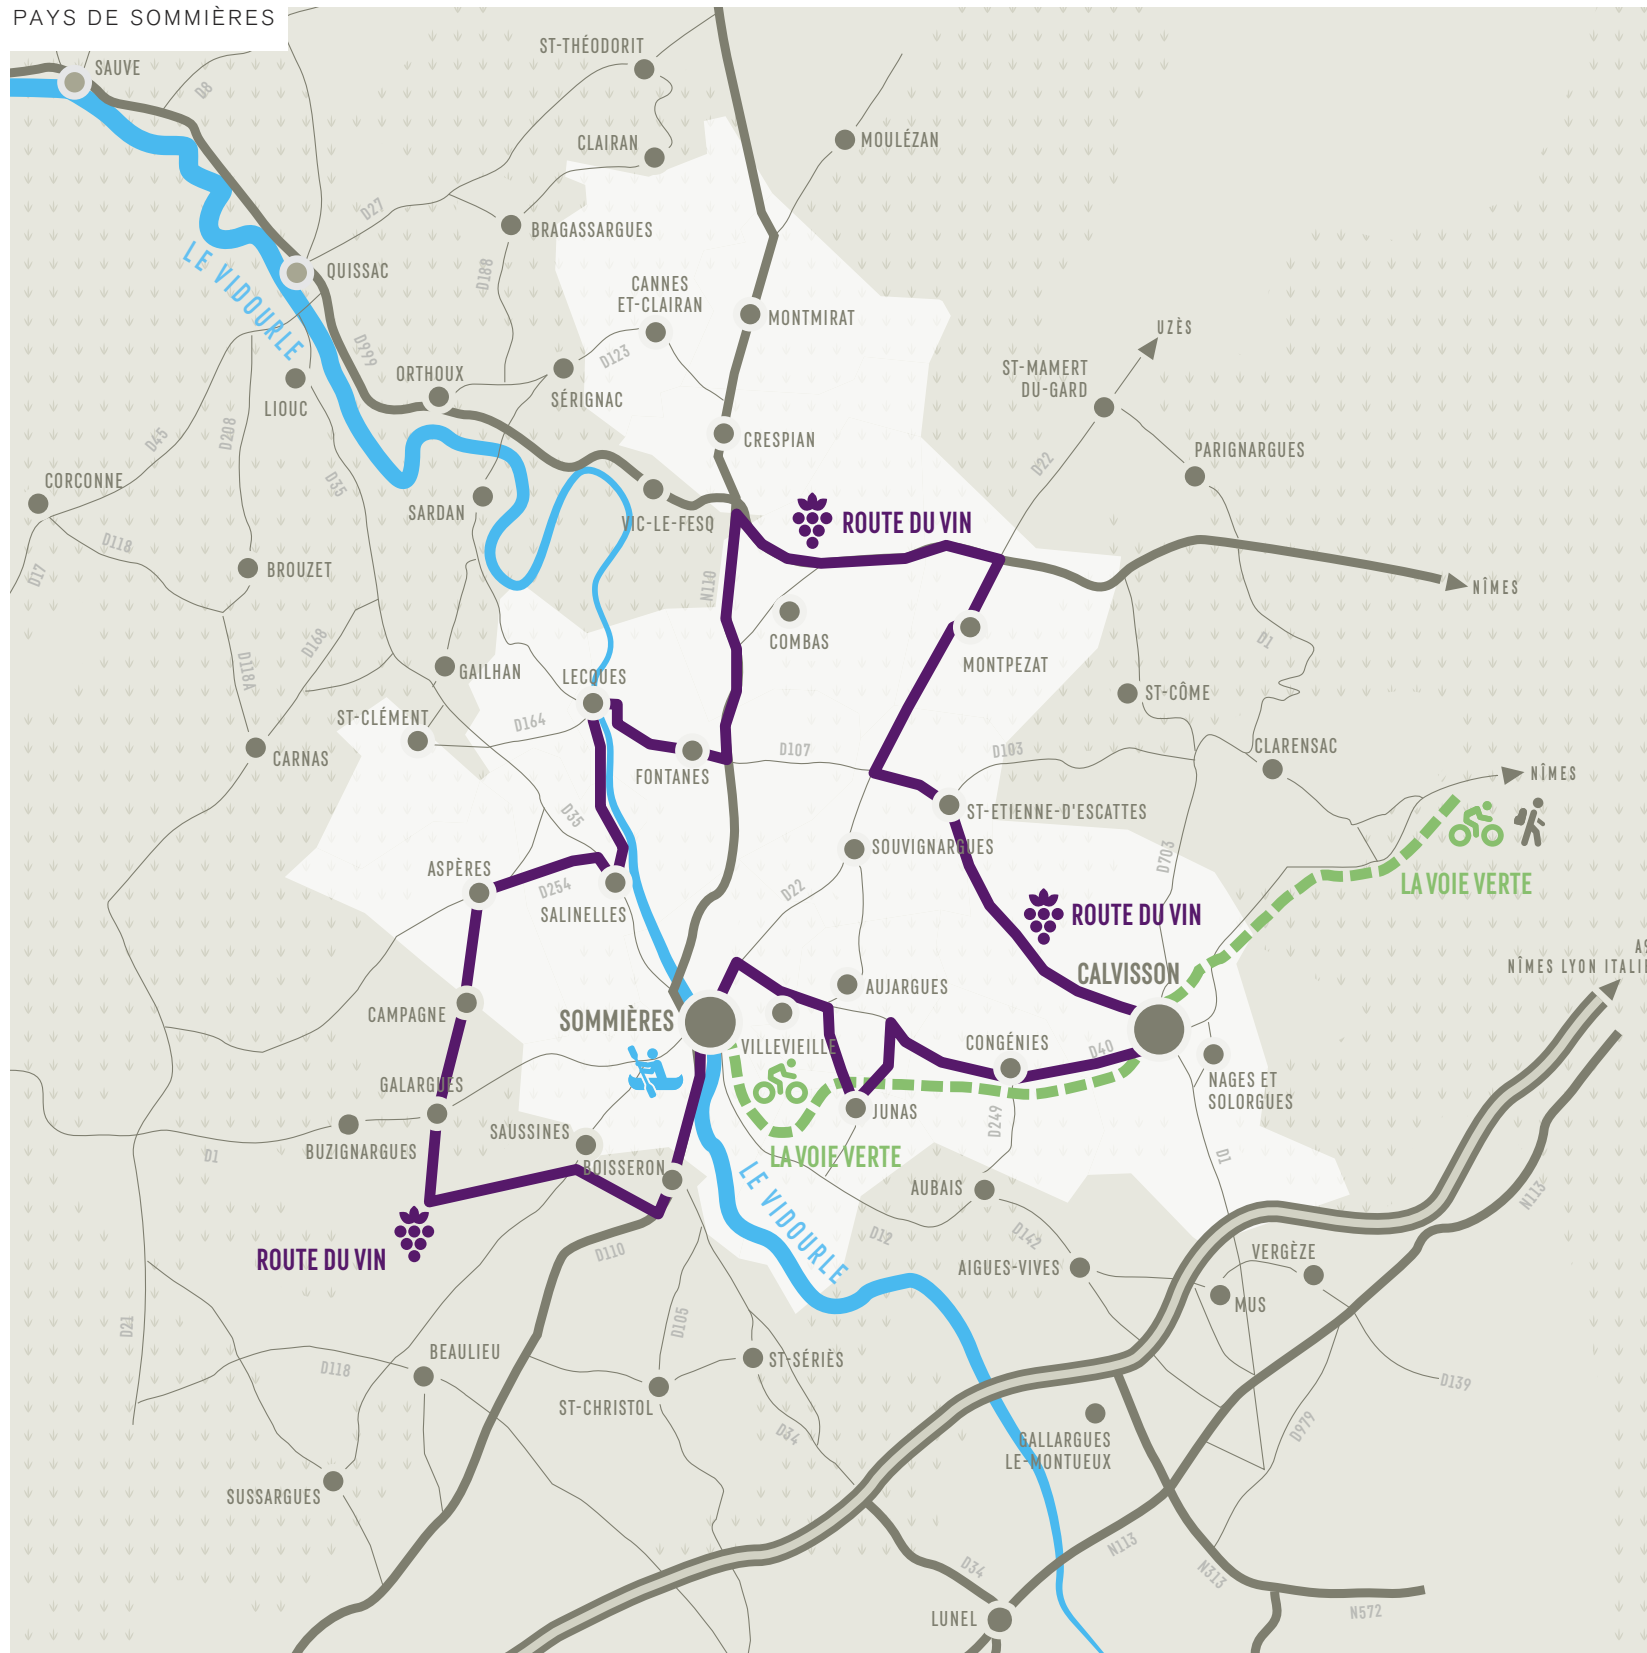 PAYS DE SOMMIÈRES
ST-THÉODORIT
SAUVE
D8
CLAIRAN
MOULÉZAN
D27
BRAGASSARGUES
LE VIDOURLE
QUISSAC
D188
CANNES
ET-CLAIRAN
MONTMIRAT
UZÈS
D999
D123
ST-MAMERT
DU-GARD
ORTHOUX
SÉRIGNAC
LIOUC
D45
D208
CRESPIAN
PARIGNARGUES
D22
CORCONNE
D35
SARDAN
VIC-LE-FESQ
ROUTE DU VIN
D118
BROUZET
D17
N110
NÎMES
COMBAS
D168
D1
MONTPEZAT
D118A
GAILHAN
LECQUES
ST-CÔME
ST-CLÉMENT
D164
CARNAS
FONTANES
D107
D103
CLARENSAC
NÎMES
D35
ST-ETIENNE-D'ESCATTES
SOUVIGNARGUES
D703
ASPÈRES
D254
D22
LA VOIE VERTE
SALINELLES
ROUTE DU VIN
NÎMES LYON ITALIE
CALVISSON
AUJARGUES
CAMPAGNE
SOMMIÈRES
VILLEVIEILLE
CONGÉNIES
D40
GALARGUES
NAGES ET
SOLORGUES
JUNAS
D249
SAUSSINES
BUZIGNARGUES
D1
BOISSERON
LA VOIE VERTE
D1
AUBAIS
N113
LE VIDOURLE
D12
D142
ROUTE DU VIN
D110
VERGÈZE
AIGUES-VIVES
MUS
D21
D105
BEAULIEU
D118
ST-SÉRIÈS
D139
ST-CHRISTOL
D34
D979
GALLARGUES
LE-MONTUEUX
SUSSARGUES
N113
D34
N313
LUNEL
N572